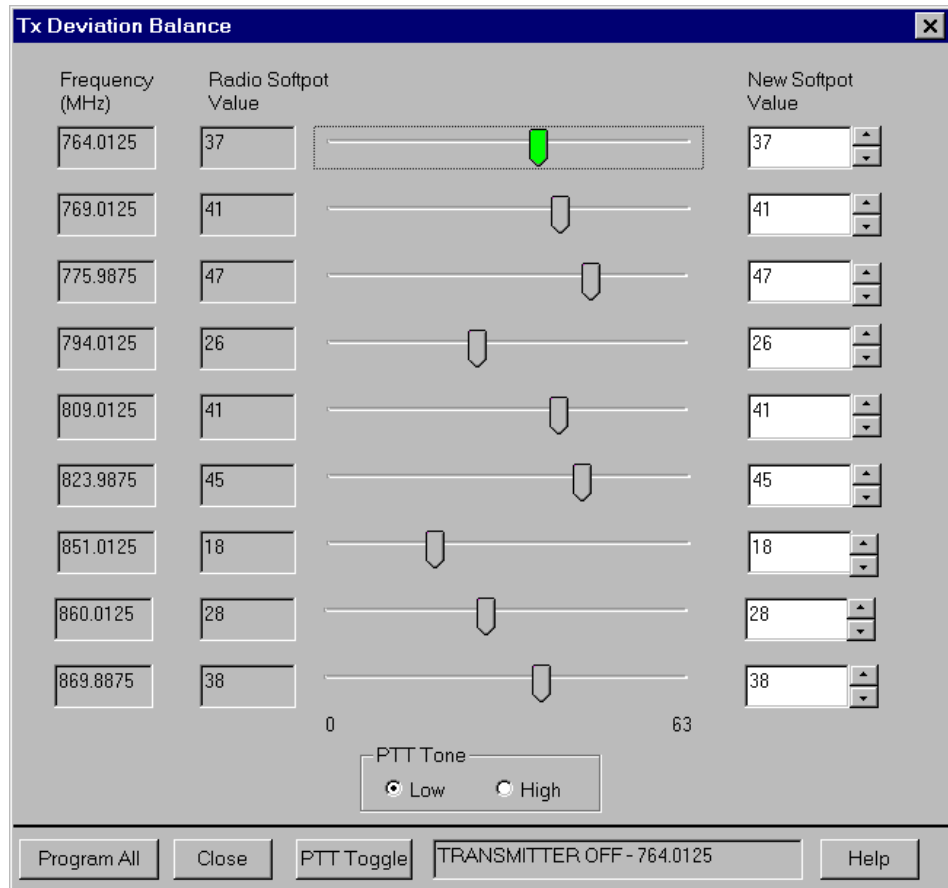 Tx Deviation Balance
Frequency (MHz) Radio Softpot Value New Softpot Value
764.0125 37 37
769.0125 41 41
775.9875 47 47
794.0125 26 26
809.0125 41 41
823.9875 45 45
851.0125 18 18
860.0125 28 28
869.8875 38 38
0 63
PTT Tone
Low High
Program All Close PTT Toggle TRANSMITTER OFF - 764.0125 Help